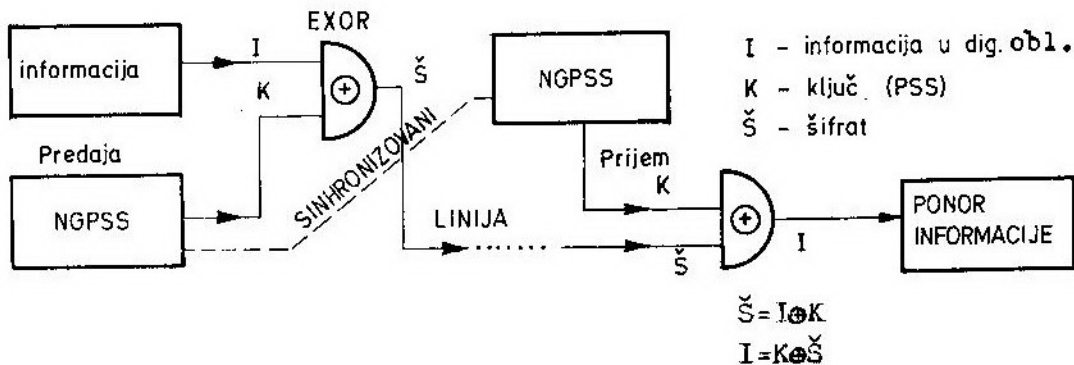 EXOR
informacija
I
K
Š
Predaja
NGPSS
SINHRONIZOVANI
NGPSS
Prijem
K
LINIJA
Š
I
PONOR
INFORMACIJE
I - informacija u dig. obl.
K - ključ (PSS)
Š - šifrat
Š=I⊕K
I=K⊕Š